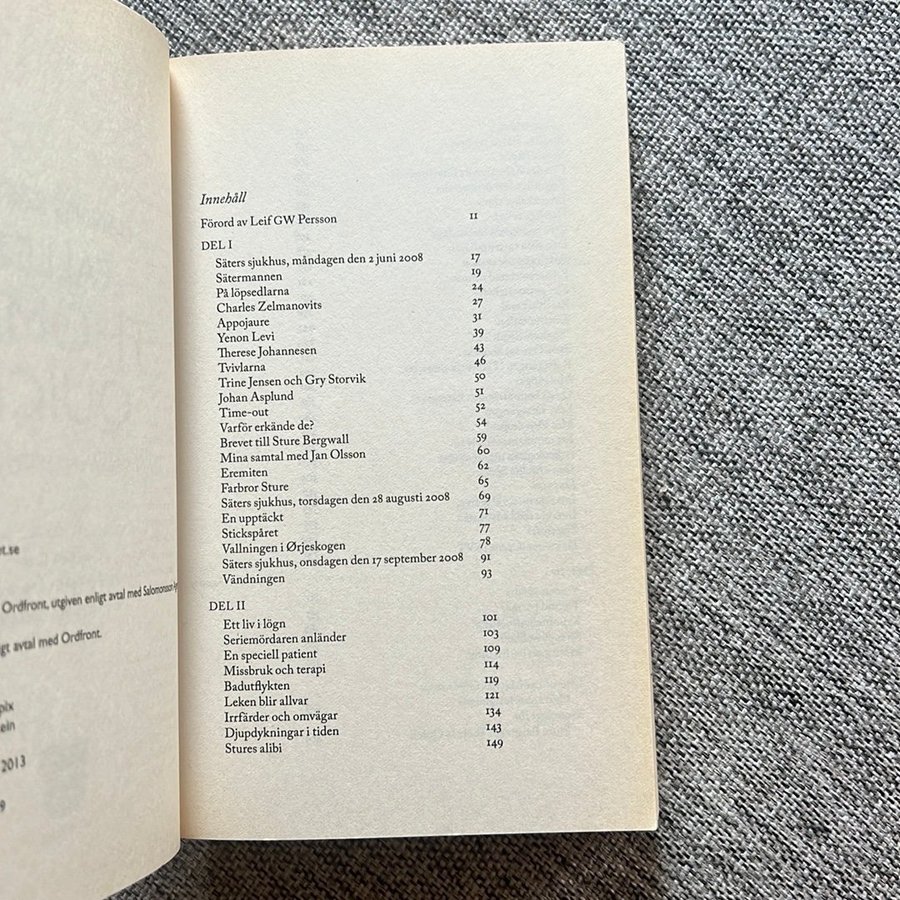 et.se
Ordfront, utgiven enligt avtal med Salomonsson
gt avtal med Ordfront.
pix
ein
2013
9
Innehåll
Förord av Leif GW Persson 11
DEL I
Säters sjukhus, måndagen den 2 juni 2008 17
Sätermannen 19
På löpsedlarna 24
Charles Zelmanovits 27
Appojaure 31
Yenon Levi 39
Therese Johannesen 43
Tvivlarna 46
Trine Jensen och Gry Storvik 50
Johan Asplund 51
Time-out 52
Varför erkände de? 54
Brevet till Sture Bergwall 59
Mina samtal med Jan Olsson 60
Eremiten 62
Farbror Sture 65
Säters sjukhus, torsdagen den 28 augusti 2008 69
En upptäckt 71
Stickspåret 77
Vallningen i Ørjeskogen 78
Säters sjukhus, onsdagen den 17 september 2008 91
Vändningen 93
DEL II
Ett liv i lögn 101
Seriemördaren anländer 103
En speciell patient 109
Missbruk och terapi 114
Badutflykten 119
Leken blir allvar 121
Irrfärder och omvägar 134
Djupdykningar i tiden 143
Stures alibi 149